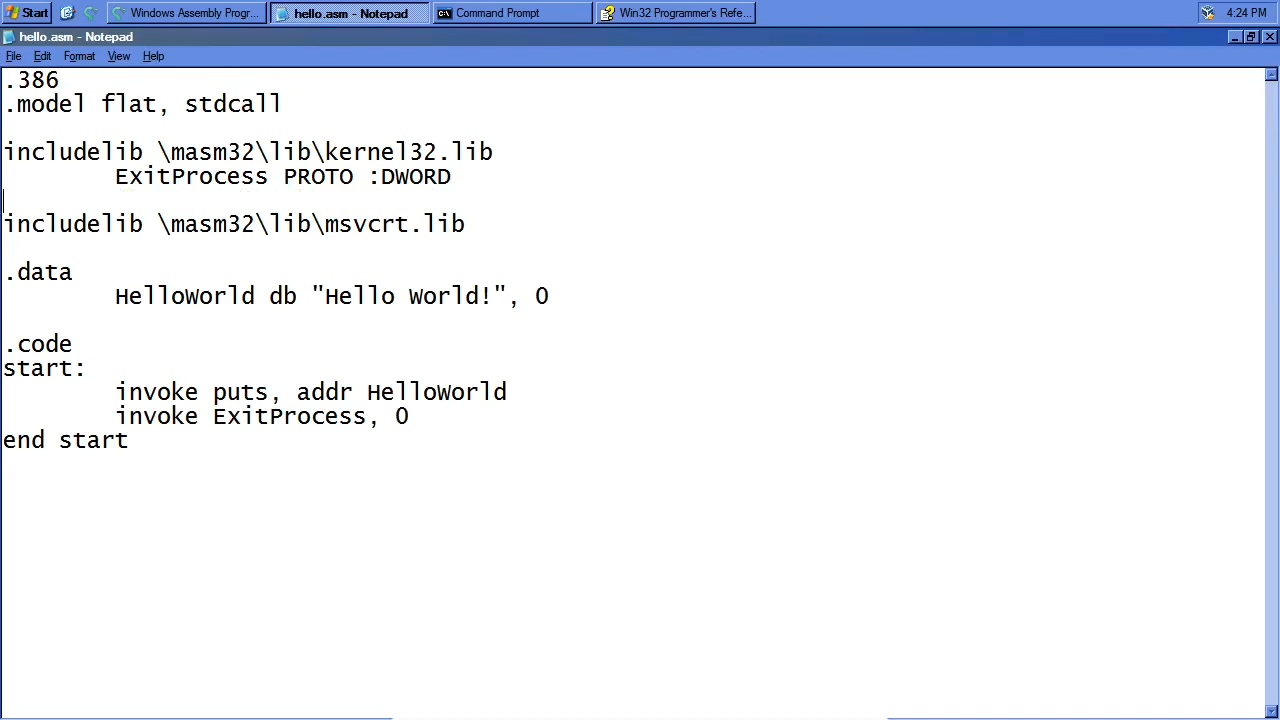 Start
Windows Assembly Progr...
hello.asm - Notepad
Command Prompt
Win32 Programmer's Refe...
4:24 PM
hello.asm - Notepad
File Edit Format View Help
.386
.model flat, stdcall
includelib \masm32\lib\kernel32.lib
ExitProcess PROTO :DWORD
includelib \masm32\lib\msvcrt.lib
.data
HelloWorld db "Hello World!", 0
.code
start:
invoke puts, addr HelloWorld
invoke ExitProcess, 0
end start